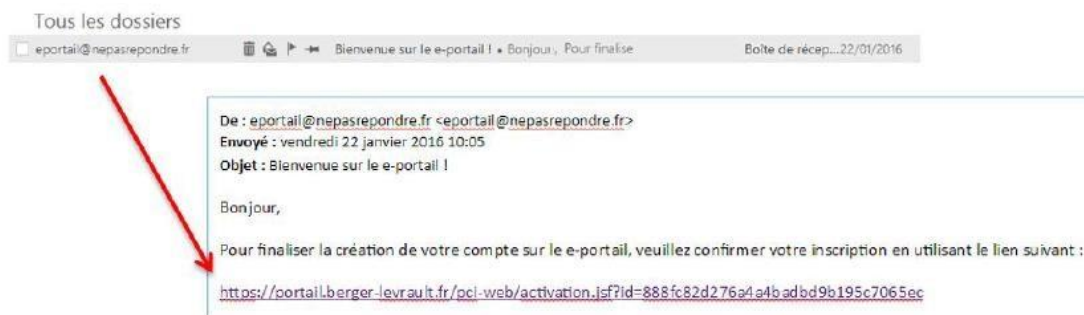 Tous les dossiers
eportail@nepasrepondre.fr Bienvenue sur le e-portail ! • Bonjour, Pour finalise Boîte de récep...22/01/2016
De : eportail@nepasrepondre.fr <eportail@nepasrepondre.fr>
Envoyé : vendredi 22 janvier 2016 10:05
Objet : Bienvenue sur le e-portail !
Bonjour,
Pour finaliser la création de votre compte sur le e-portail, veuillez confirmer votre inscription en utilisant le lien suivant :
https://portail.berger-levrault.fr/pci-web/activation.jsf?id=888fc82d276a4a4badbd9b195c7065ec